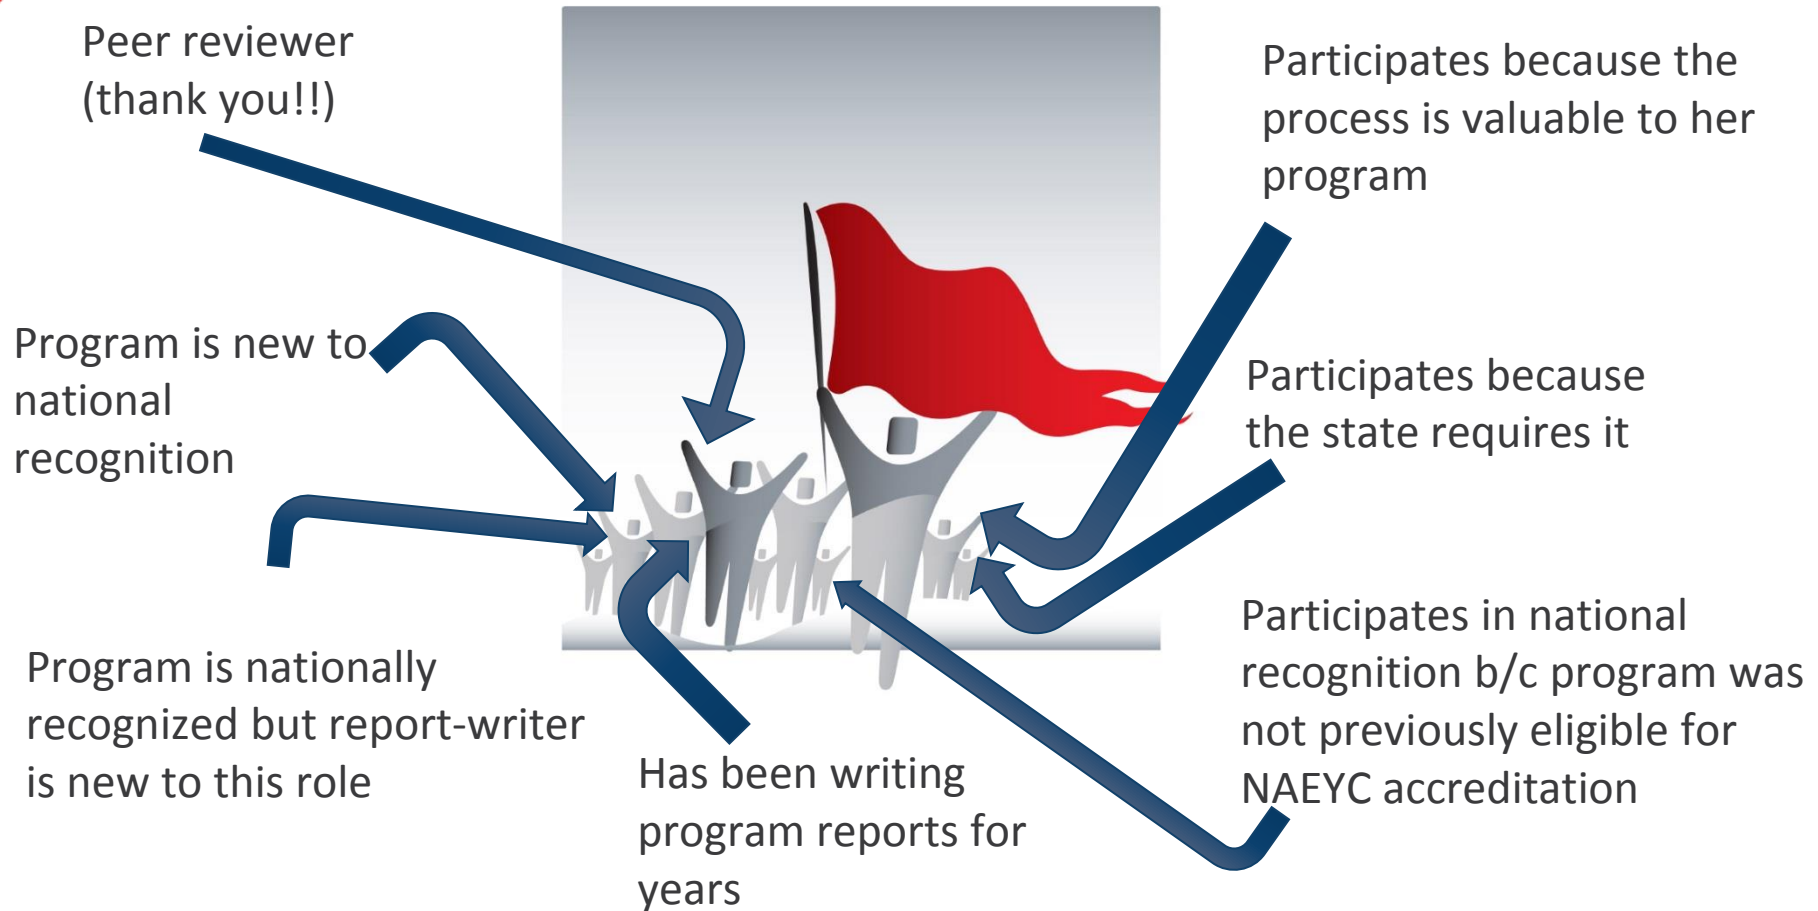 Peer reviewer
(thank you!!)
Participates because the
process is valuable to her
program
Program is new to
national
recognition
Participates because
the state requires it
Program is nationally
recognized but report-writer
is new to this role
Has been writing
program reports for
years
Participates in national
recognition b/c program was
not previously eligible for
NAEYC accreditation